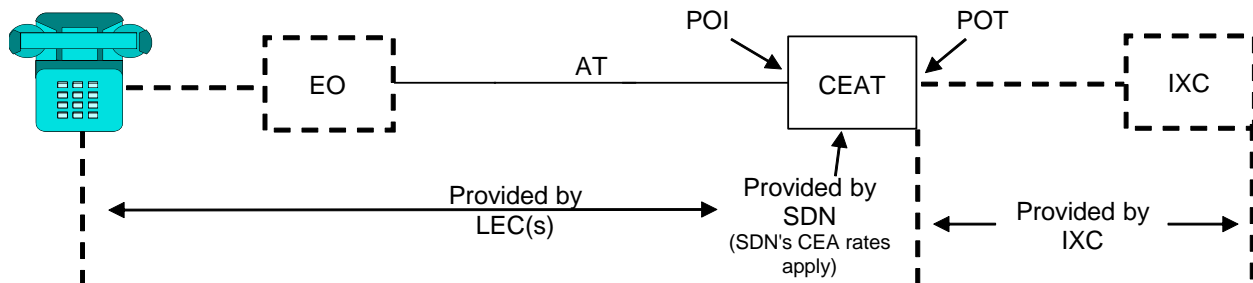 POI
POT
EO
AT
CEAT
IXC
Provided by
LEC(s)
Provided by
SDN
(SDN's CEA rates
apply)
Provided by
IXC